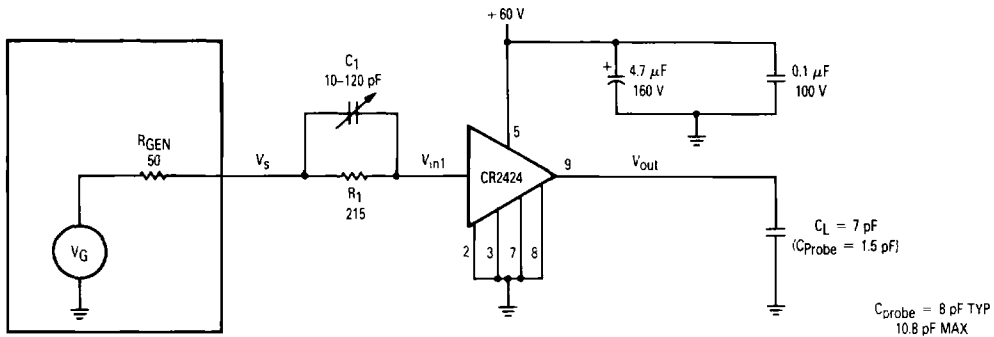 + 60 V
C1
10–120 pF
+
4.7 μF
160 V
0.1 μF
100 V
RGEN
50
VS
Vin1
5
CR2424
9
Vout
R1
215
VG
2
3
7
8
CL = 7 pF
(CProbe = 1.5 pF)
Cprobe = 8 pF TYP
10.8 pF MAX